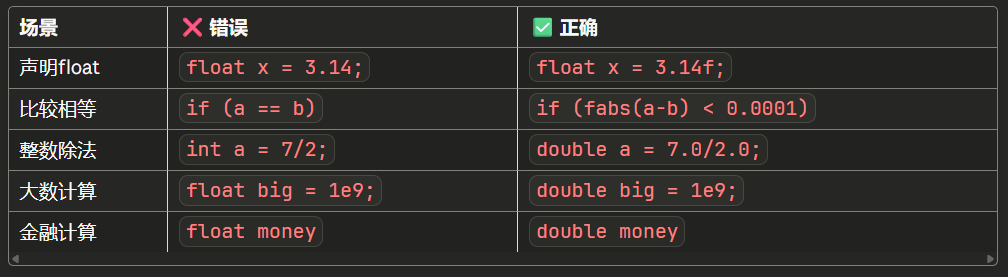 场景 ❌ 错误 ✅ 正确
声明float float x = 3.14; float x = 3.14f;
比较相等 if (a == b) if (fabs(a-b) < 0.0001)
整数除法 int a = 7/2; double a = 7.0/2.0;
大数计算 float big = 1e9; double big = 1e9;
金融计算 float money double money